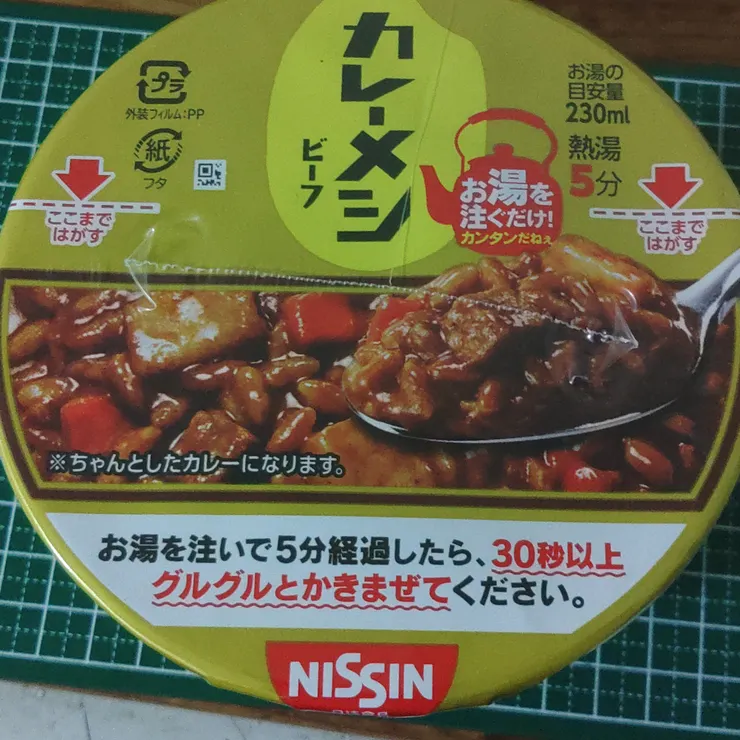 カレーメシ
ビーフ
プラ
外装フィルム:PP
紙
フタ
お湯の
目安量
230ml
熱湯
5分
お湯を
注ぐだけ!
カンタンだねぇ
ここまで
はがす
ここまで
はがす
※ちゃんとしたカレーになります。
お湯を注いで5分経過したら、30秒以上
グルグルとかきまぜてください。
NISSIN